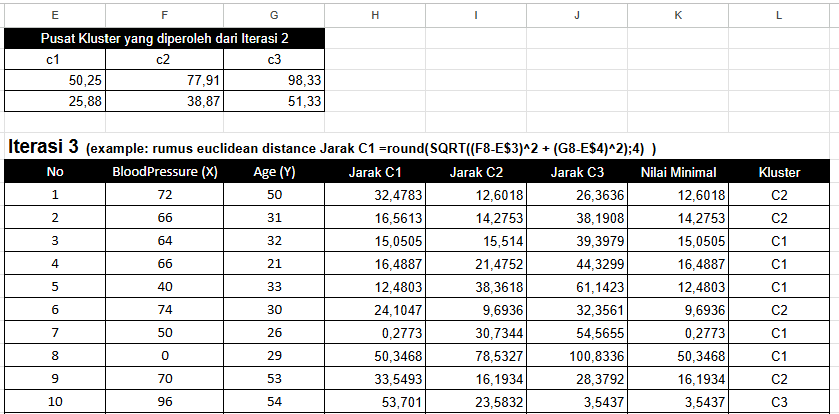 E F G H I J K L
Pusat Kluster yang diperoleh dari Iterasi 2
c1 c2 c3
50,25 77,91 98,33
25,88 38,87 51,33
Iterasi 3 (example: rumus euclidean distance Jarak C1 =round(SQRT((F8-E$3)^2 + (G8-E$4)^2);4) )
No BloodPressure (X) Age (Y) Jarak C1 Jarak C2 Jarak C3 Nilai Minimal Kluster
1 72 50 32,4783 12,6018 26,3636 12,6018 C2
2 66 31 16,5613 14,2753 38,1908 14,2753 C2
3 64 32 15,0505 15,514 39,3979 15,0505 C1
4 66 21 16,4887 21,4752 44,3299 16,4887 C1
5 40 33 12,4803 38,3618 61,1423 12,4803 C1
6 74 30 24,1047 9,6936 32,3561 9,6936 C2
7 50 26 0,2773 30,7344 54,5655 0,2773 C1
8 0 29 50,3468 78,5327 100,8336 50,3468 C1
9 70 53 33,5493 16,1934 28,3792 16,1934 C2
10 96 54 53,701 23,5832 3,5437 3,5437 C3